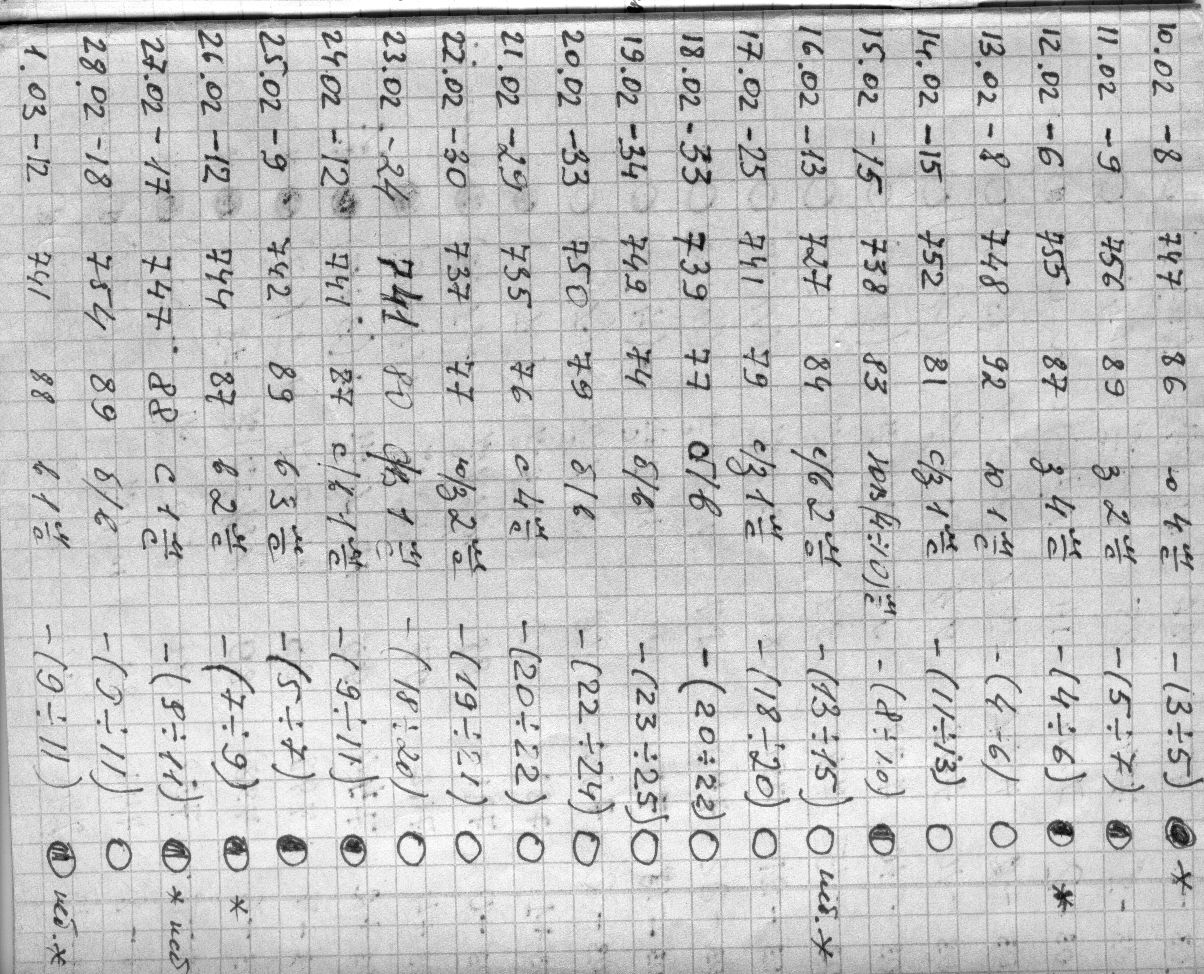 10.02 -8 747 86 ю 4 м/с -(3÷5) *
11.02 -9 756 89 з 2 м/с -(5÷7)
12.02 -6 755 87 з 4 м/с -(4÷6) *
13.02 -8 748 92 ю 1 м/с -(4÷6)
14.02 -15 752 81 с/з 1 м/с -(11÷13)
15.02 -15 738 83 (4÷10) м/с -(8÷10)
16.02 -13 727 84 2 м/с -(13÷15) неб. *
17.02 -25 741 79 с/з 1 м/с -(18÷20)
18.02 -33 739 77 б/в -(20÷22)
19.02 -34 749 74 б/в -(23÷25)
20.02 -33 750 79 б/в -(22÷24)
21.02 -29 755 76 с 4 м/с -(20÷22)
22.02 -30 737 77 ю/з 2 м/с -(19÷21)
23.02 -24 741 80 1 м/с -(18÷20)
24.02 -12 741 87 с/в 1 м/с -(9÷11)
25.02 -9 742 89 в 3 м/с -(5÷7)
26.02 -12 744 87 в 2 м/с -(7÷9) *
27.02 -17 747 88 с 1 м/с -(9÷11) * неб
28.02 -18 754 89 б/в -(9÷11)
1.03 -12 741 88 в 1 м/с -(9÷11) неб. *